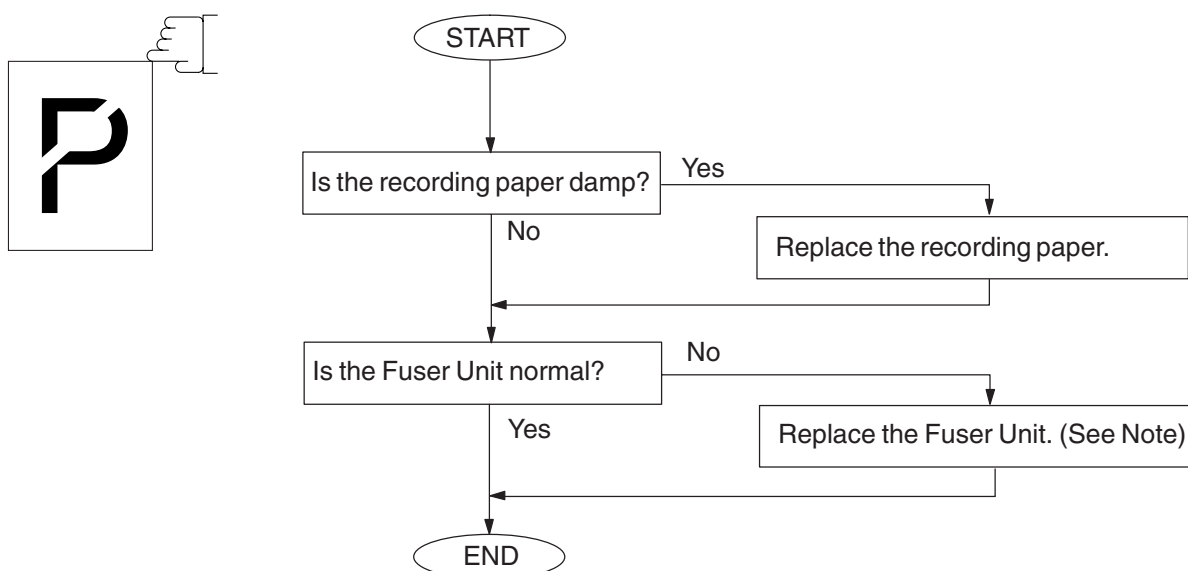 START
P
Is the recording paper damp?
Yes
No
Replace the recording paper.
Is the Fuser Unit normal?
No
Yes
Replace the Fuser Unit. (See Note)
END